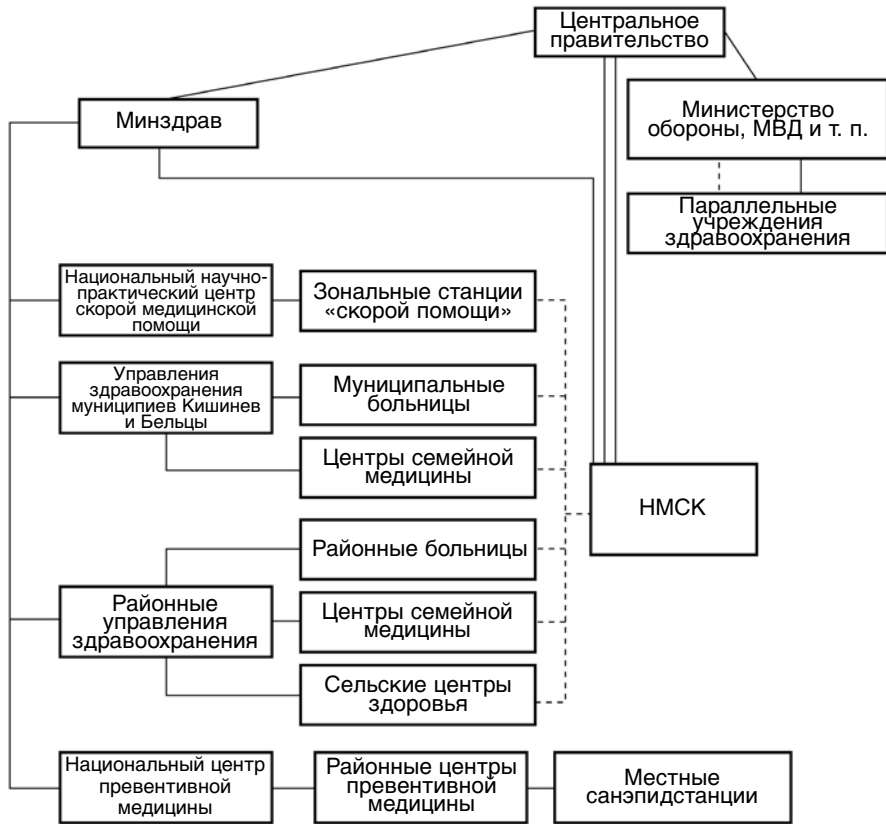 Центральное
правительство
Минздрав
Министерство
обороны, МВД и т. п.
Параллельные
учреждения
здравоохранения
Национальный научно-
практический центр
скорой медицинской
помощи
Зональные станции
«скорой помощи»
Управления
здравоохранения
муниципиев Кишинев
и Бельцы
Муниципальные
больницы
Центры семейной
медицины
НМСК
Районные больницы
Районные
управления
здравоохранения
Центры семейной
медицины
Сельские центры
здоровья
Национальный центр
превентивной
медицины
Районные центры
превентивной
медицины
Местные
санэпидстанции